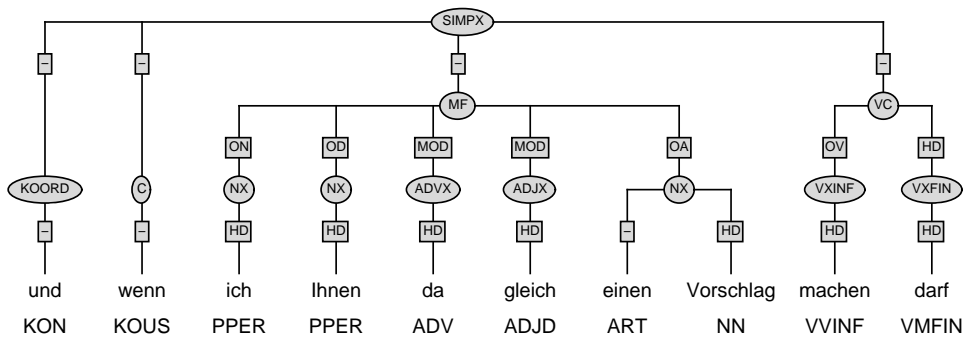 SIMPX
– – – –
MF VC
ON OD MOD MOD OA OV HD
KOORD C NX NX ADVX ADJX NX VXINF VXFIN
– – HD HD HD HD – HD HD HD
und wenn ich Ihnen da gleich einen Vorschlag machen darf
KON KOUS PPER PPER ADV ADJD ART NN VVINF VMFIN